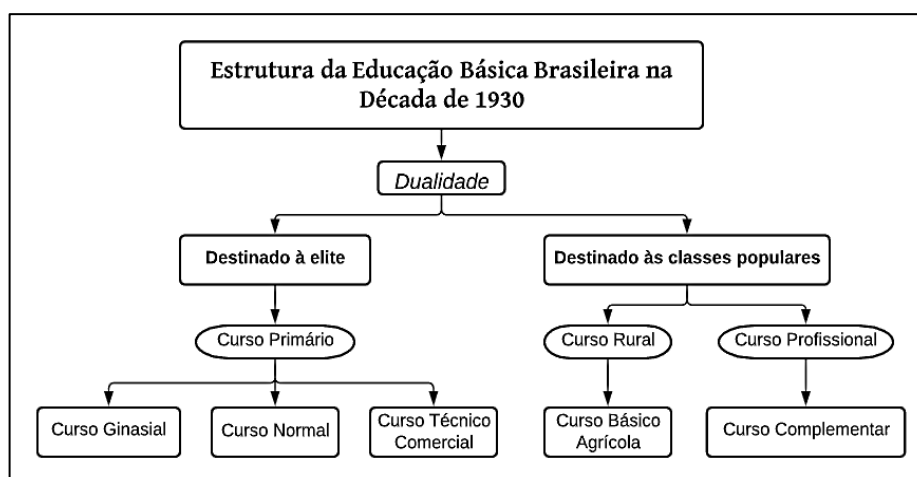 Estrutura da Educação Básica Brasileira na
Década de 1930
Dualidade
Destinado à elite
Destinado às classes populares
Curso Primário
Curso Rural
Curso Profissional
Curso Ginasial
Curso Normal
Curso Técnico
Comercial
Curso Básico
Agrícola
Curso Complementar